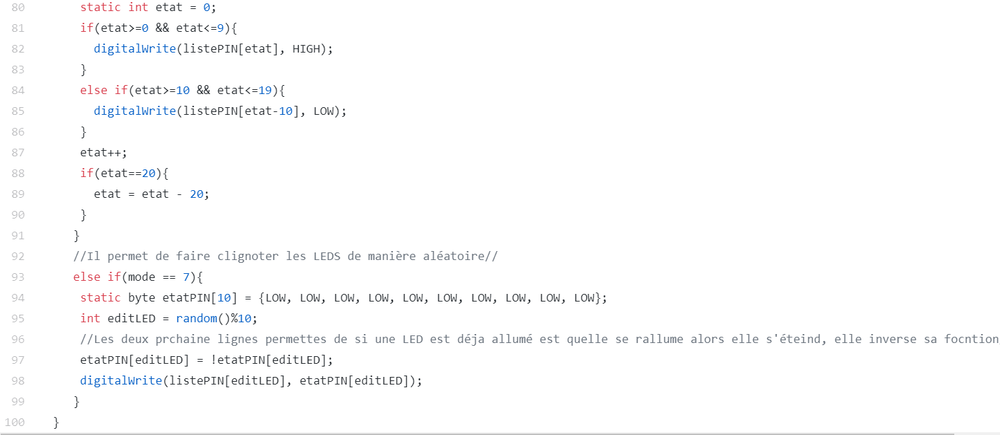 80 static int etat = 0;
81 if(etat>=0 && etat<=9){
82 digitalWrite(listePIN[etat], HIGH);
83 }
84 else if(etat>=10 && etat<=19){
85 digitalWrite(listePIN[etat-10], LOW);
86 }
87 etat++;
88 if(etat==20){
89 etat = etat - 20;
90 }
91 }
92 //Il permet de faire clignoter les LEDS de manière aléatoire//
93 else if(mode == 7){
94 static byte etatPIN[10] = {LOW, LOW, LOW, LOW, LOW, LOW, LOW, LOW, LOW, LOW};
95 int editLED = random()%10;
96 //Les deux prchaine lignes permettes de si une LED est déja allumé est quelle se rallume alors elle s'éteind, elle inverse sa focntion
97 etatPIN[editLED] = !etatPIN[editLED];
98 digitalWrite(listePIN[editLED], etatPIN[editLED]);
99 }
100 }